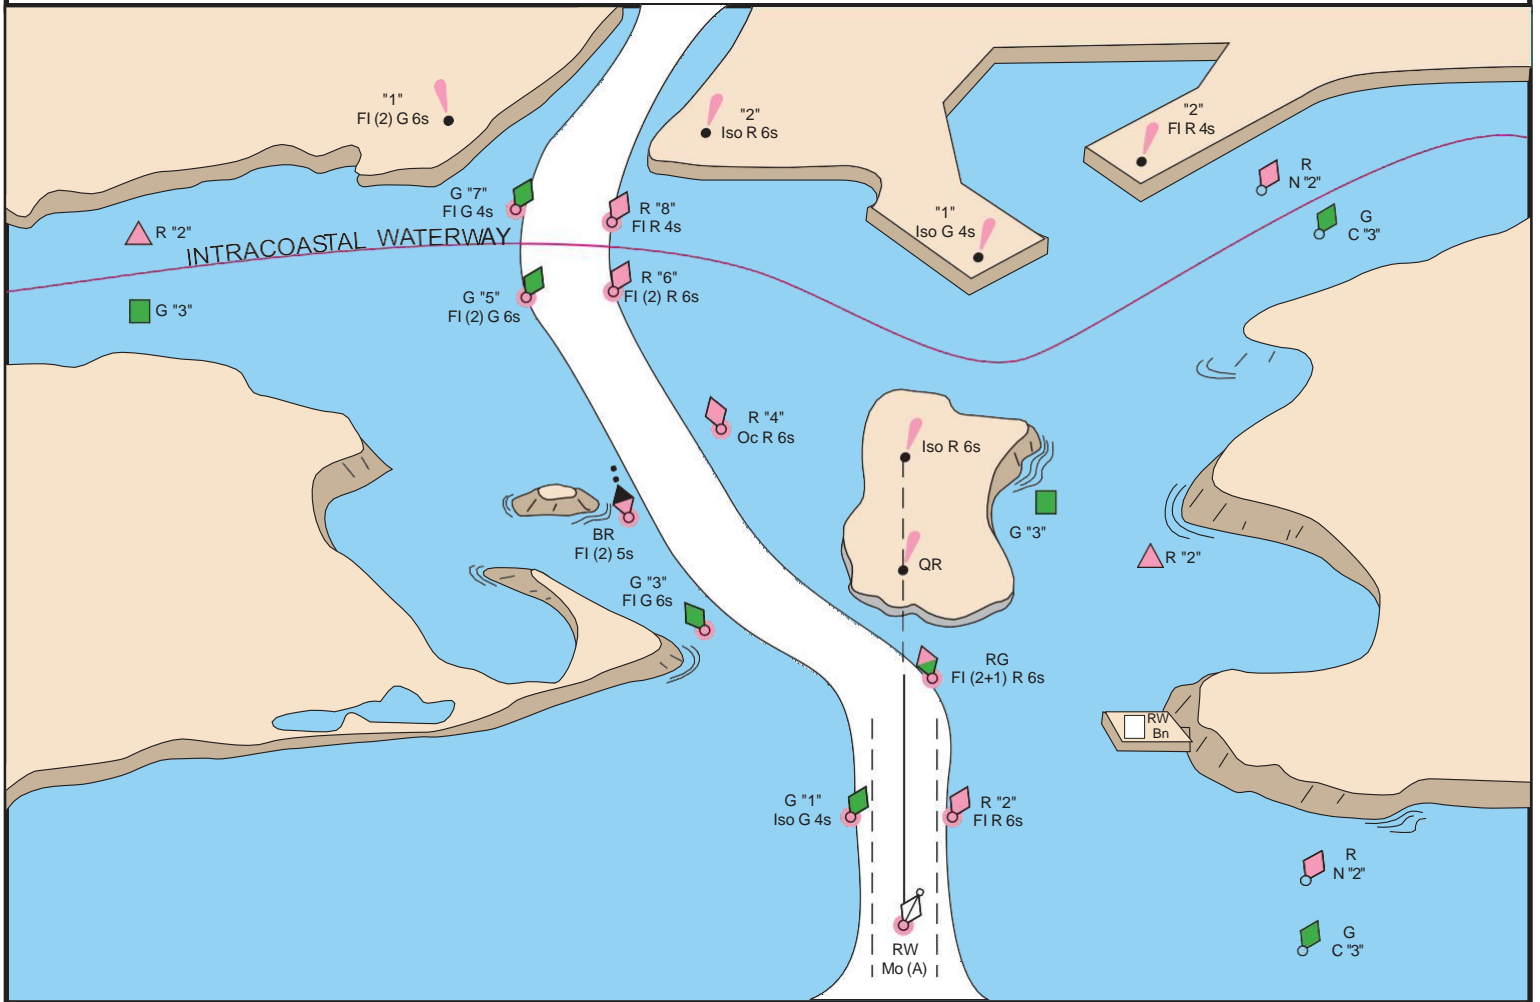 "1"
Fl (2) G 6s
"2"
Iso R 6s
"2"
Fl R 4s
R
N "2"
G "7"
Fl G 4s
R "8"
Fl R 4s
"1"
Iso G 4s
G
C "3"
R "2"
INTRACOASTAL WATERWAY
G "3"
G "5"
Fl (2) G 6s
R "6"
Fl (2) R 6s
R "4"
Oc R 6s
Iso R 6s
BR
Fl (2) 5s
G "3"
R "2"
QR
G "3"
Fl G 6s
RG
Fl (2+1) R 6s
RW
Bn
G "1"
Iso G 4s
R "2"
Fl R 6s
R
N "2"
RW
Mo (A)
G
C "3"